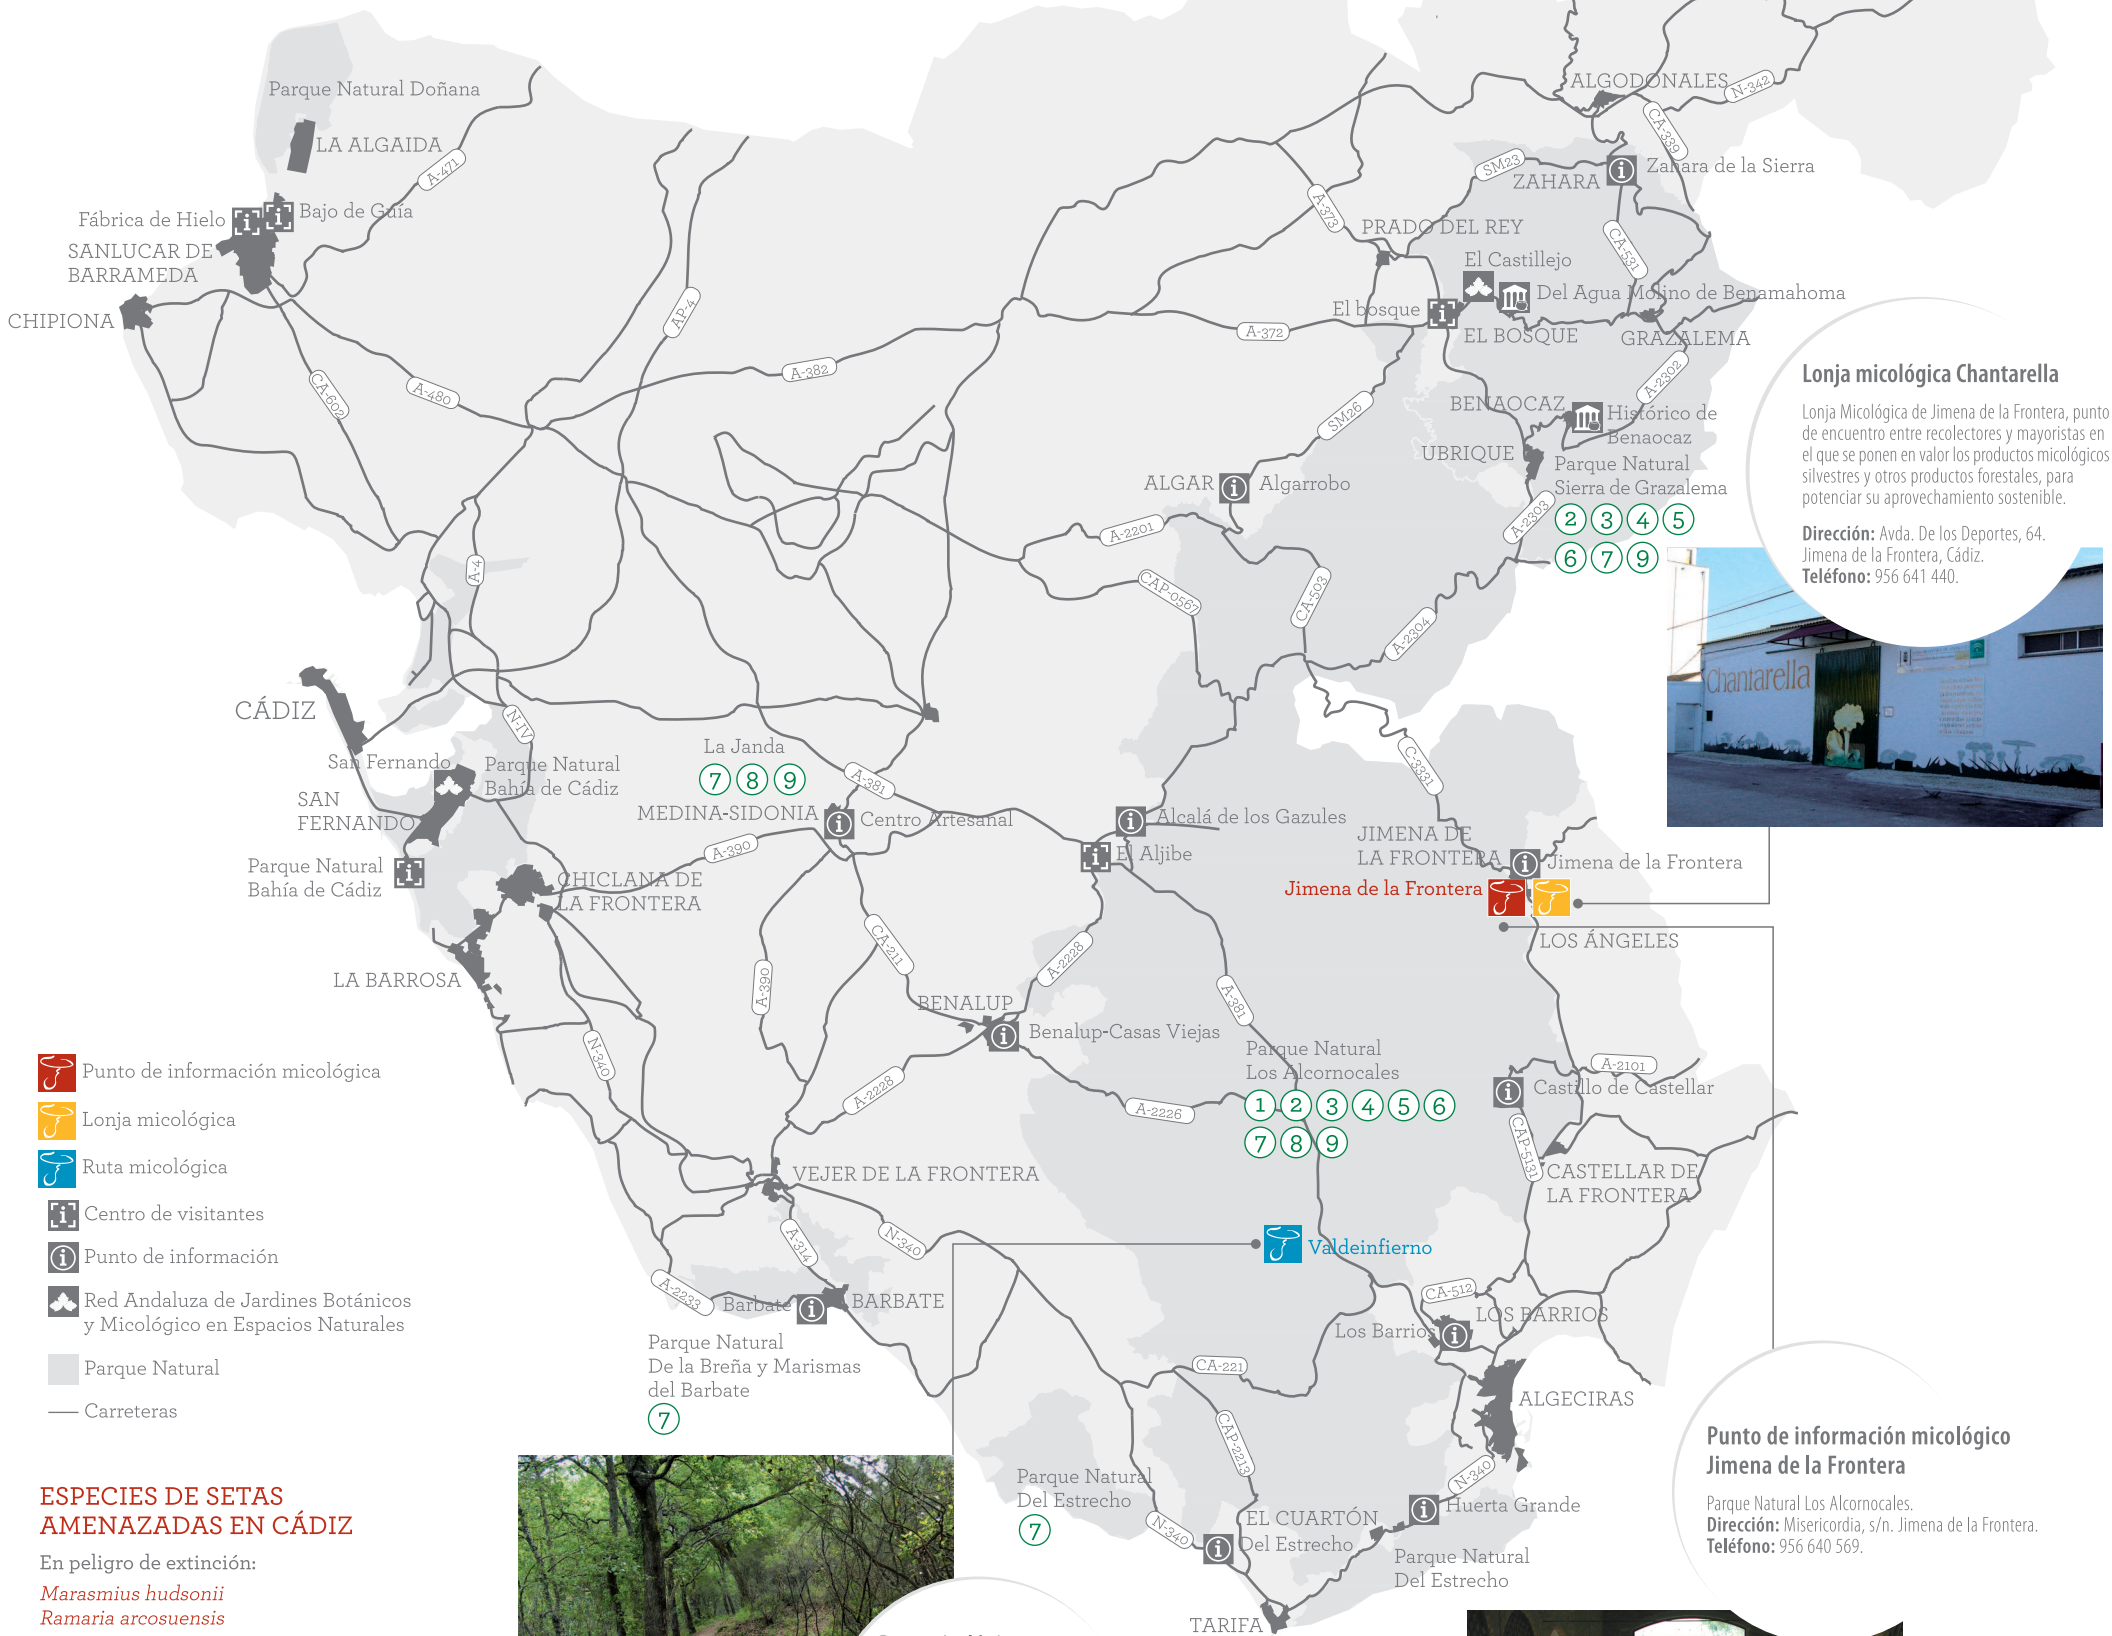 Parque Natural Doñana
LA ALGAIDA
A-471
Fábrica de Hielo
Bajo de Guía
SANLUCAR DE
BARRAMEDA
CHIPIONA
CA-602
A-480
AP-4
A-382
A-4
ALGODONALES
N-342
CA-339
SM23
ZAHARA
Zahara de la Sierra
A-373
PRADO DEL REY
CA-531
El Castillejo
Del Agua Molino de Benamahoma
El bosque
A-372
EL BOSQUE
GRAZALEMA
A-2302
SM26
BENAOCAZ
Histórico de
Benaocaz
UBRIQUE
Parque Natural
Sierra de Grazalema
2 3 4 5
6 7 9
ALGAR
Algarrobo
A-2303
A-2201
CAP-0567
CA-503
A-2304
Lonja micológica Chantarella
Lonja Micológica de Jimena de la Frontera, punto
de encuentro entre recolectores y mayoristas en
el que se ponen en valor los productos micológicos
silvestres y otros productos forestales, para
potenciar su aprovechamiento sostenible.
Dirección: Avda. De los Deportes, 64.
Jimena de la Frontera, Cádiz.
Teléfono: 956 641 440.
Chantarella
CÁDIZ
N-IV
San Fernando
Parque Natural
Bahía de Cádiz
SAN
FERNANDO
Parque Natural
Bahía de Cádiz
La Janda
7 8 9
A-381
MEDINA-SIDONIA
Centro Artesanal
A-390
CHICLANA DE
LA FRONTERA
LA BARROSA
A-390
CA-211
A-2228
Alcalá de los Gazules
El Aljibe
C-3331
JIMENA DE
LA FRONTERA
Jimena de la Frontera
Jimena de la Frontera
LOS ÁNGELES
A-381
BENALUP
Benalup-Casas Viejas
N-340
A-2228
A-2226
Parque Natural
Los Alcornocales
1 2 3 4 5 6
7 8 9
A-2101
Castillo de Castellar
CAP-5131
CASTELLAR DE
LA FRONTERA
VEJER DE LA FRONTERA
A-314
N-340
Valdeinfierno
A-2233
Barbate
BARBATE
Parque Natural
De la Breña y Marismas
del Barbate
7
CA-512
LOS BARRIOS
Los Barrios
CA-221
ALGECIRAS
CAP-2213
N-340
Parque Natural
Del Estrecho
7
N-340
EL CUARTÓN
Del Estrecho
Huerta Grande
Parque Natural
Del Estrecho
TARIFA
Punto de información micológica
Lonja micológica
Ruta micológica
Centro de visitantes
Punto de información
Red Andaluza de Jardines Botánicos
y Micológico en Espacios Naturales
Parque Natural
Carreteras
ESPECIES DE SETAS
AMENAZADAS EN CÁDIZ
En peligro de extinción:
Marasmius hudsonii
Ramaria arcosuensis
Punto de información micológico
Jimena de la Frontera
Parque Natural Los Alcornocales.
Dirección: Misericordia, s/n. Jimena de la Frontera.
Teléfono: 956 640 569.